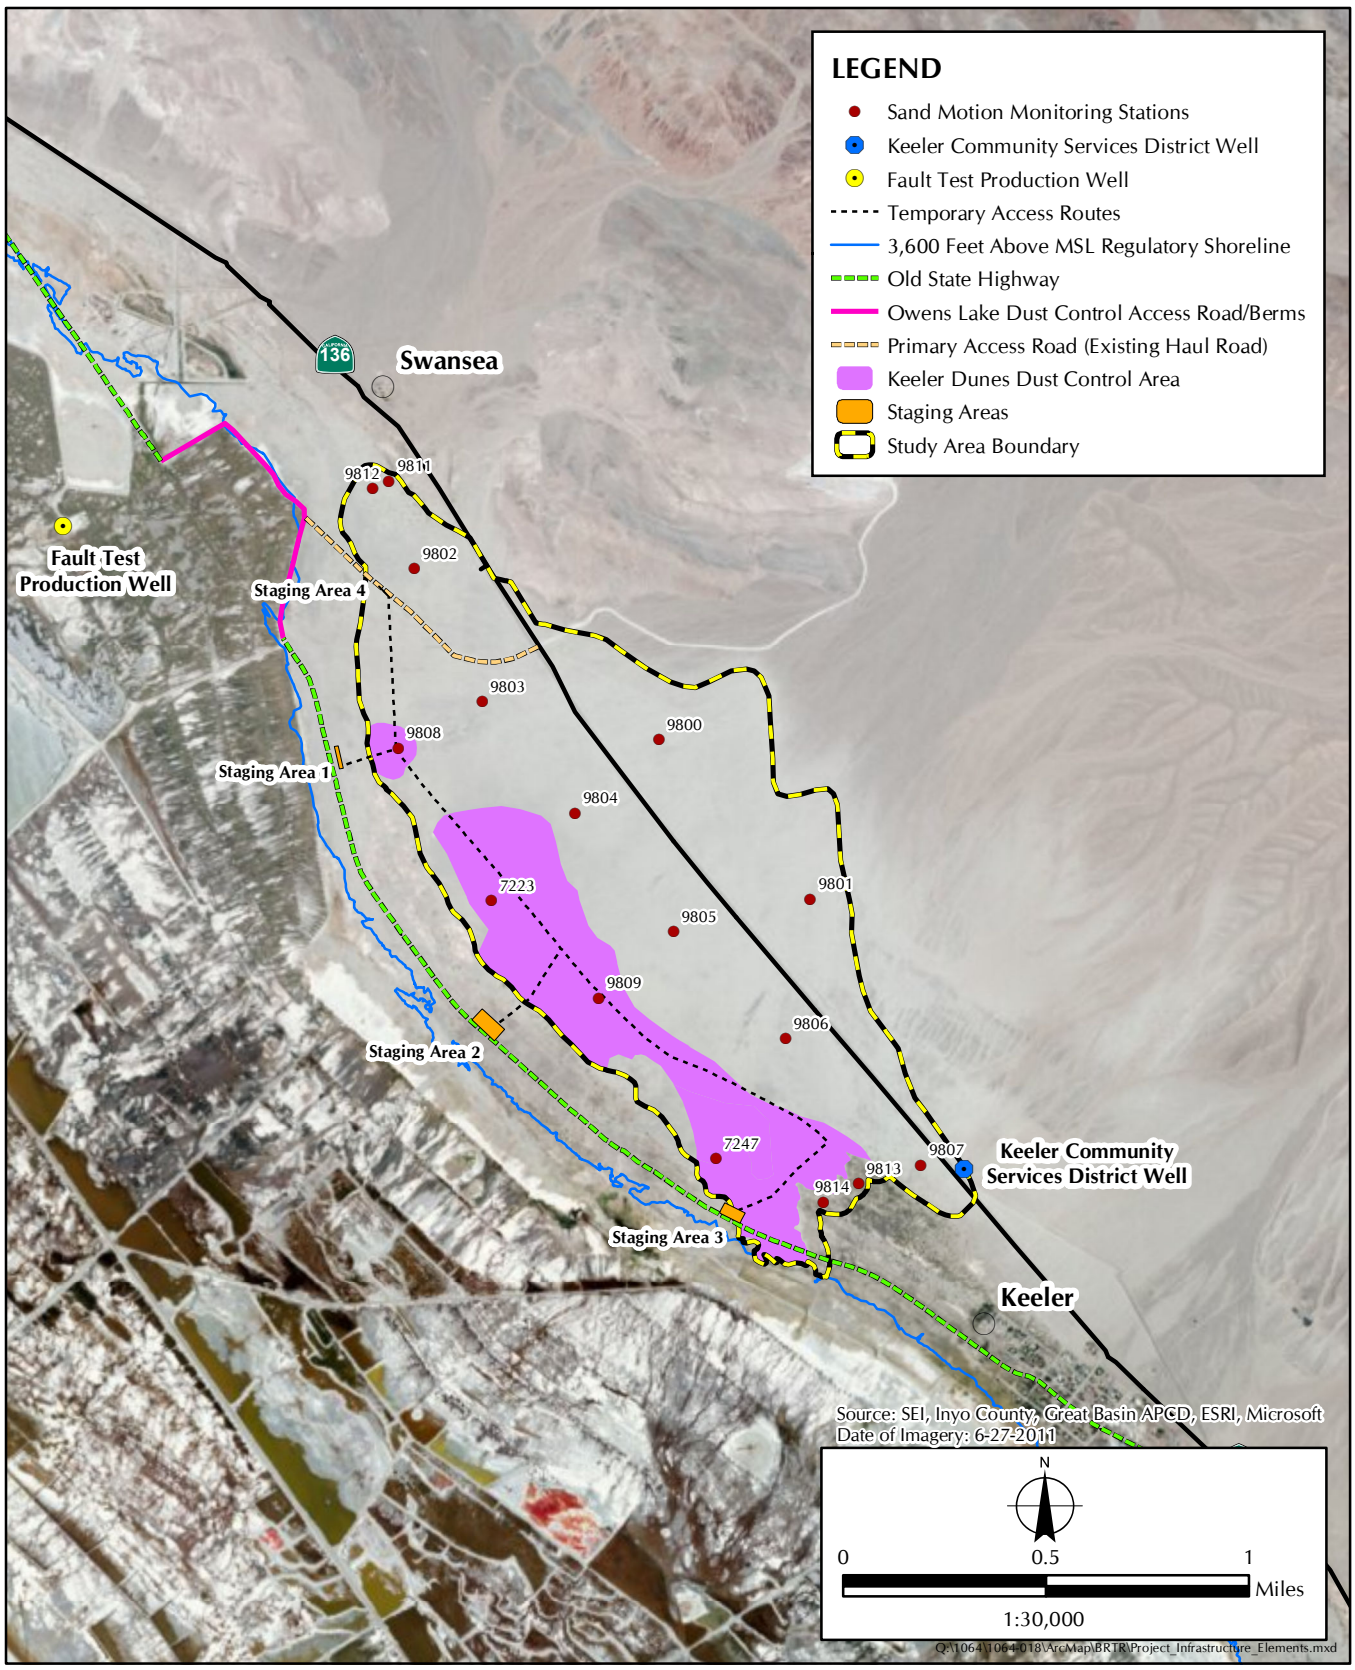 LEGEND
Sand Motion Monitoring Stations
Keeler Community Services District Well
Fault Test Production Well
Temporary Access Routes
3,600 Feet Above MSL Regulatory Shoreline
Old State Highway
Owens Lake Dust Control Access Road/Berms
Primary Access Road (Existing Haul Road)
Keeler Dunes Dust Control Area
Staging Areas
Study Area Boundary
CALIFORNIA
136
Swansea
9812
9811
9802
Fault Test
Production Well
Staging Area 4
9803
9800
9808
Staging Area 1
9804
7223
9801
9805
9809
9806
Staging Area 2
7247
9807
9813
9814
Keeler Community
Services District Well
Staging Area 3
Keeler
Source: SEI, Inyo County, Great Basin APCD, ESRI, Microsoft
Date of Imagery: 6-27-2011
N
0 0.5 1
Miles
1:30,000
Q:\1064\1064-018\ArcMap\BRTR\Project_Infrastructure_Elements.mxd